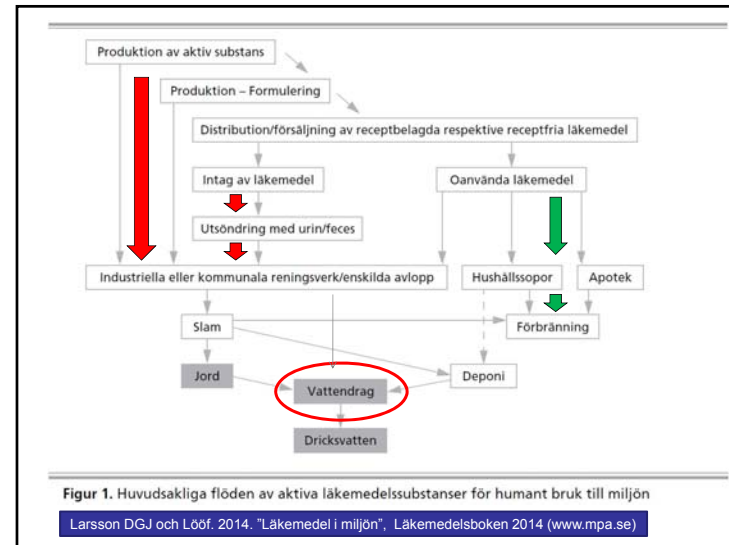 Produktion av aktiv substans
Produktion – Formulering
Distribution/försäljning av receptbelagda respektive receptfria läkemedel
Intag av läkemedel
Oanvända läkemedel
Utsöndring med urin/feces
Industriella eller kommunala reningsverk/enskilda avlopp
Hushållssopor
Apotek
Slam
Förbränning
Jord
Vattendrag
Deponi
Dricksvatten
Figur 1. Huvudsakliga flöden av aktiva läkemedelssubstanser för humant bruk till miljön
Larsson DGJ och Lööf. 2014. ”Läkemedel i miljön”, Läkemedelsboken 2014 (www.mpa.se)